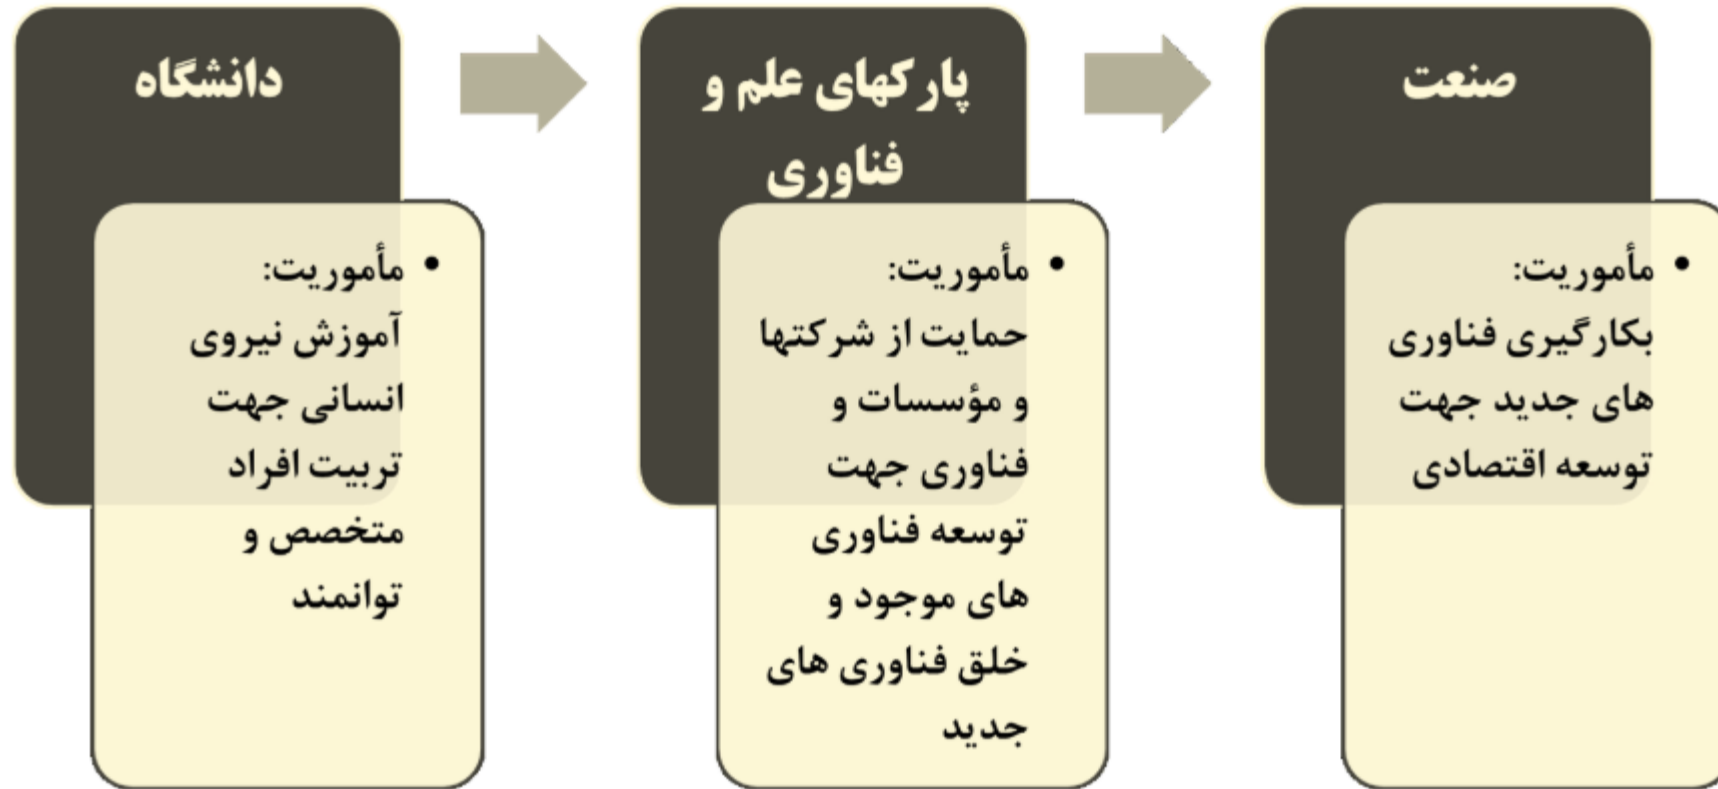 دانشگاه
• مأموریت:
آموزش نیروی
انسانی جهت
تربیت افراد
متخصص و
توانمند
پارکهای علم و
فناوری
• مأموریت:
حمایت از شرکتها
و مؤسسات و
فناوری جهت
توسعه فناوری
های موجود و
خلق فناوری های
جدید
صنعت
• مأموریت:
بکارگیری فناوری
های جدید جهت
توسعه اقتصادی